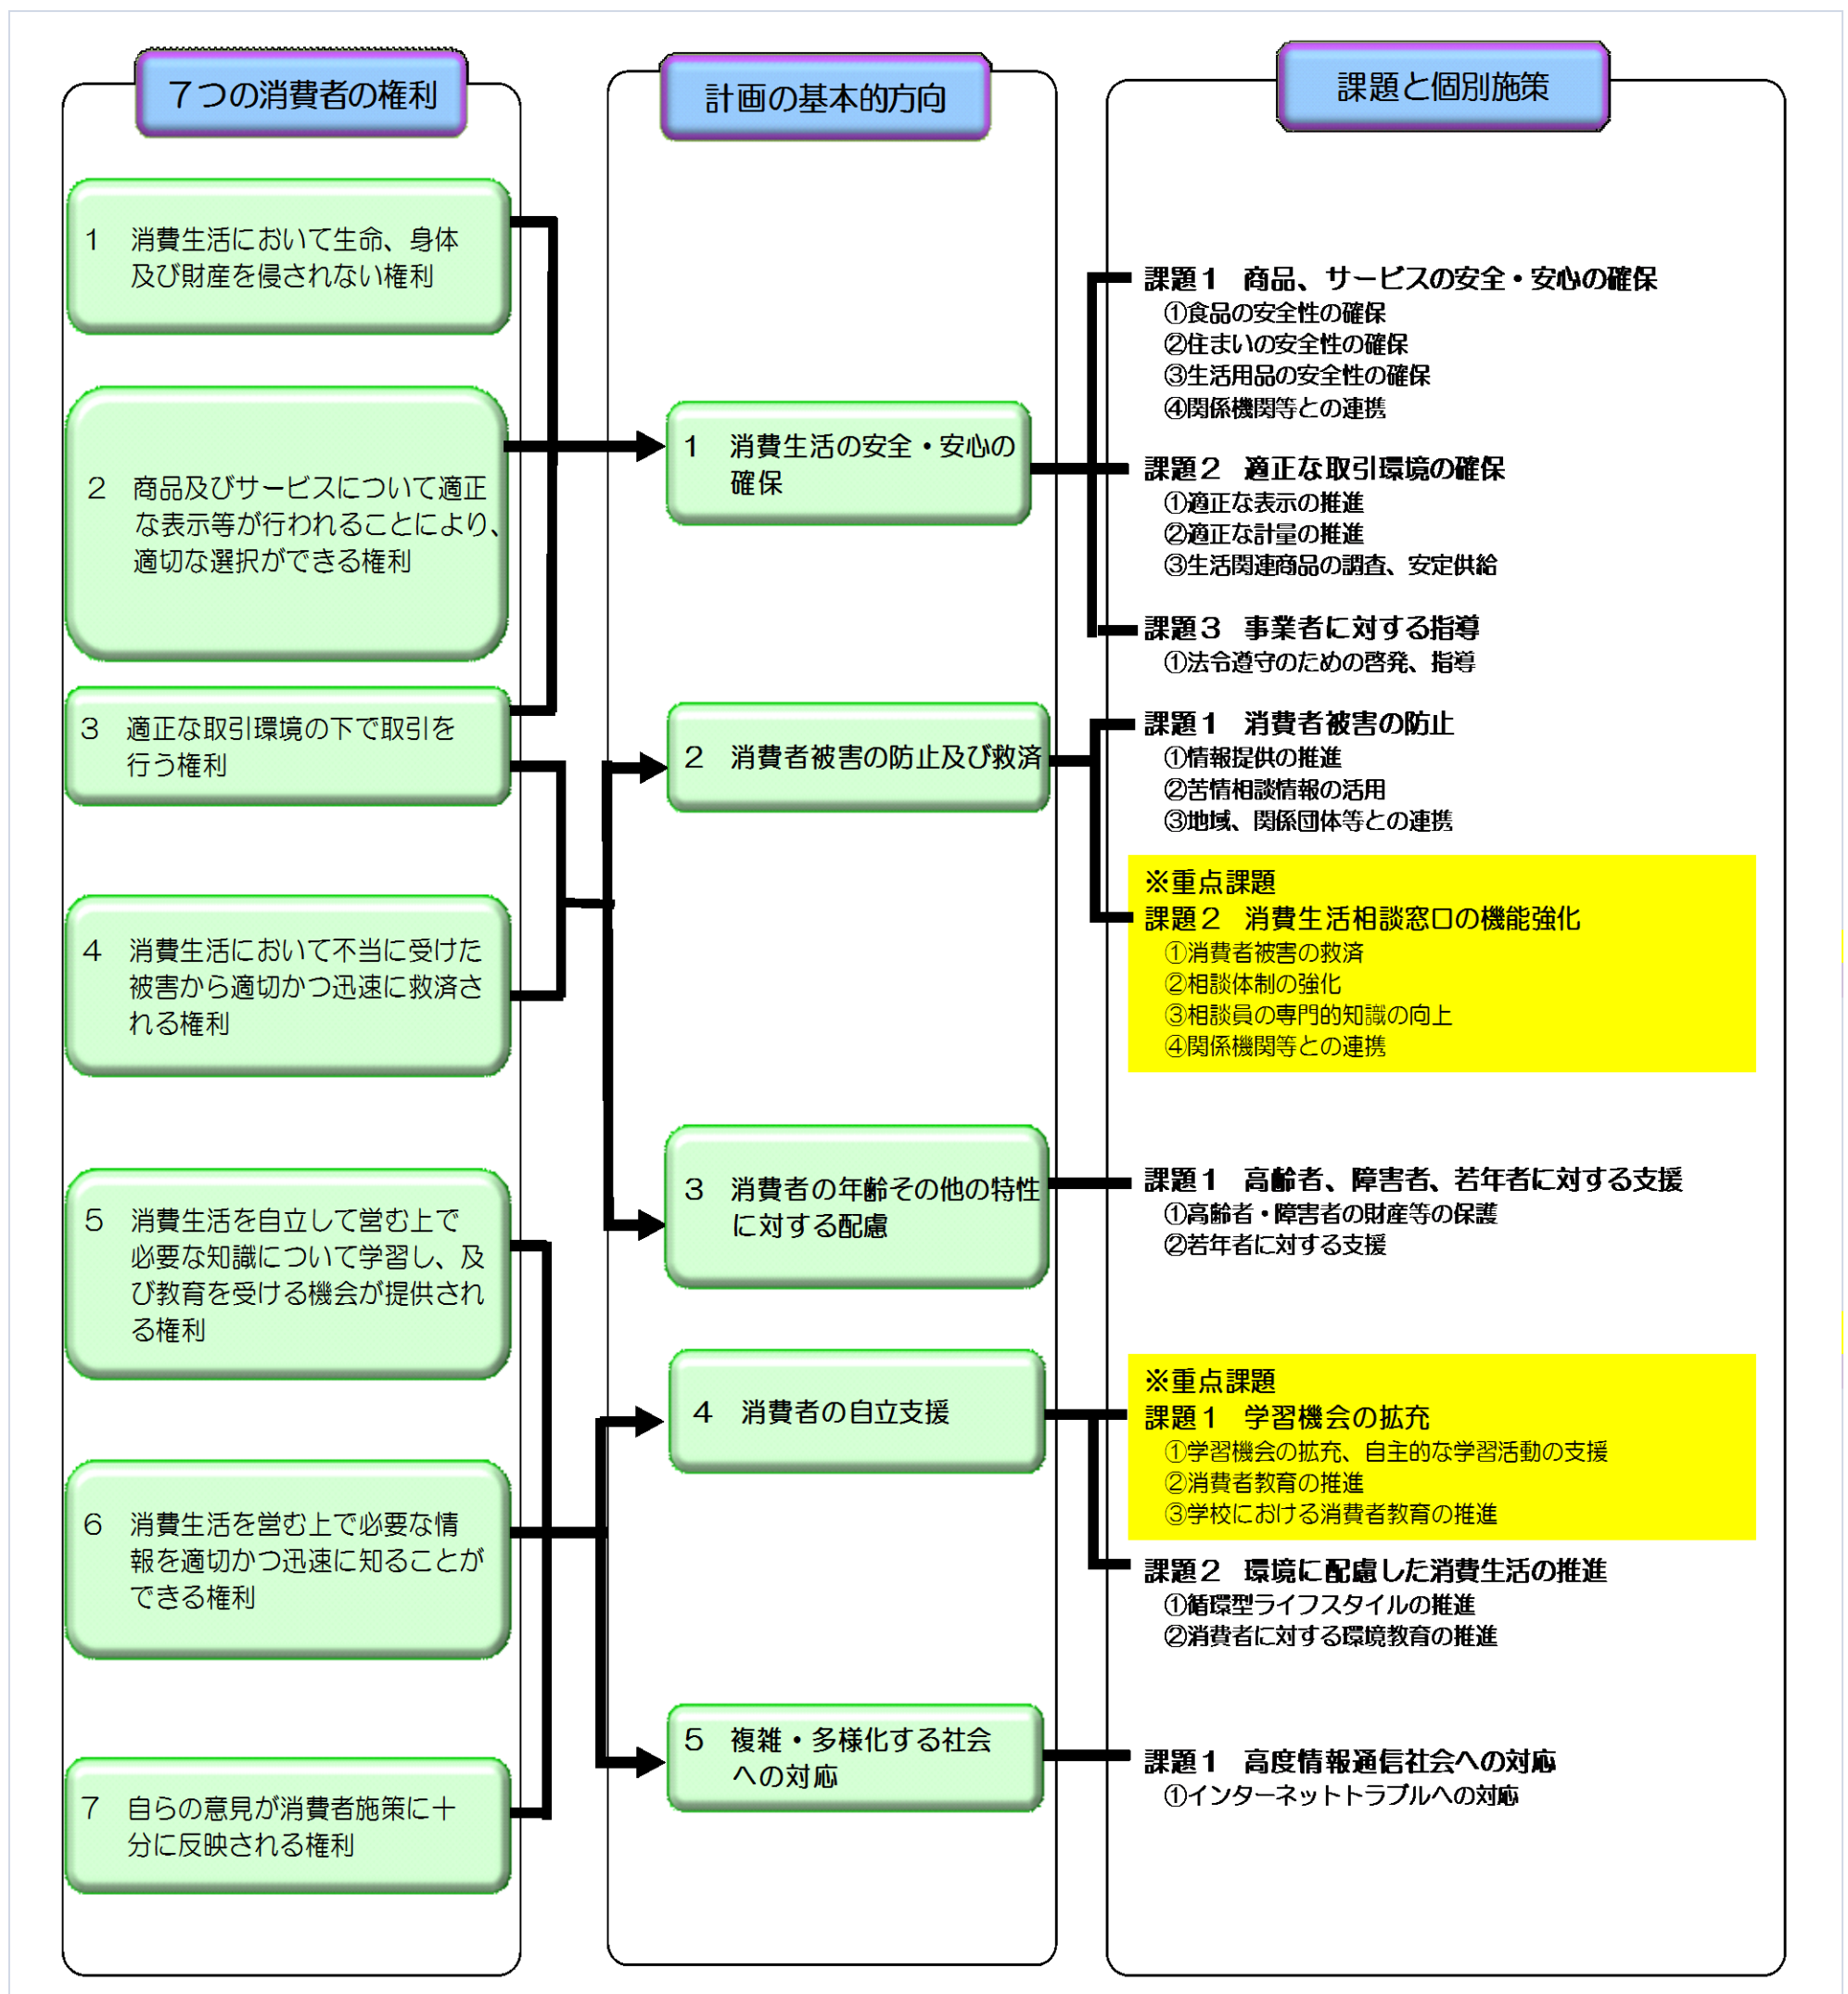 ７つの消費者の権利
１　消費生活において生命、身体
及び財産を侵されない権利
２　商品及びサービスについて適正
な表示等が行われることにより、
適切な選択ができる権利
３　適正な取引環境の下で取引を
行う権利
４　消費生活において不当に受けた
被害から適切かつ迅速に救済さ
れる権利
５　消費生活を自立して営む上で
必要な知識について学習し、及
び教育を受ける機会が提供され
る権利
６　消費生活を営む上で必要な情
報を適切かつ迅速に知ることが
できる権利
７　自らの意見が消費者施策に十
分に反映される権利
計画の基本的方向
１　消費生活の安全・安心の
確保
２　消費者被害の防止及び救済
３　消費者の年齢その他の特性
に対する配慮
４　消費者の自立支援
５　複雑・多様化する社会
への対応
課題と個別施策
課題１　商品、サービスの安全・安心の確保
①食品の安全性の確保
②住まいの安全性の確保
③生活用品の安全性の確保
④関係機関等との連携
課題２　適正な取引環境の確保
①適正な表示の推進
②適正な計量の推進
③生活関連商品の調査、安定供給
課題３　事業者に対する指導
①法令遵守のための啓発、指導
課題１　消費者被害の防止
①情報提供の推進
②苦情相談情報の活用
③地域、関係団体等との連携
※重点課題
課題２　消費生活相談窓口の機能強化
①消費者被害の救済
②相談体制の強化
③相談員の専門的知識の向上
④関係機関等との連携
課題１　高齢者、障害者、若年者に対する支援
①高齢者・障害者の財産等の保護
②若年者に対する支援
※重点課題
課題１　学習機会の拡充
①学習機会の拡充、自主的な学習活動の支援
②消費者教育の推進
③学校における消費者教育の推進
課題２　環境に配慮した消費生活の推進
①循環型ライフスタイルの推進
②消費者に対する環境教育の推進
課題１　高度情報通信社会への対応
①インターネットトラブルへの対応